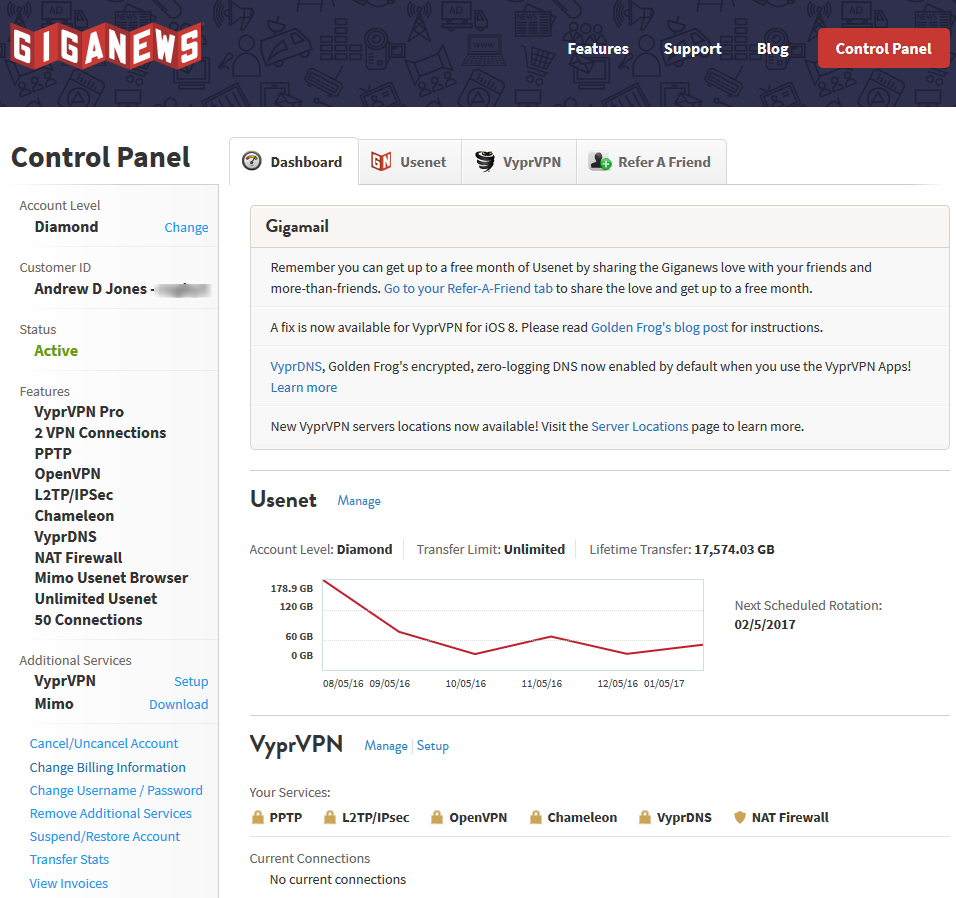 GIGANEWS
Features
Support
Blog
Control Panel
Control Panel
Dashboard
Usenet
VyprVPN
Refer A Friend
Account Level
Diamond
Change
Customer ID
Andrew D Jones -
Status
Active
Features
VyprVPN Pro
2 VPN Connections
PPTP
OpenVPN
L2TP/IPSec
Chameleon
VyprDNS
NAT Firewall
Mimo Usenet Browser
Unlimited Usenet
50 Connections
Additional Services
VyprVPN
Setup
Mimo
Download
Cancel/Uncancel Account
Change Billing Information
Change Username / Password
Remove Additional Services
Suspend/Restore Account
Transfer Stats
View Invoices
Gigamail
Remember you can get up to a free month of Usenet by sharing the Giganews love with your friends and
more-than-friends. Go to your Refer-A-Friend tab to share the love and get up to a free month.
A fix is now available for VyprVPN for iOS 8. Please read Golden Frog's blog post for instructions.
VyprDNS, Golden Frog's encrypted, zero-logging DNS now enabled by default when you use the VyprVPN Apps!
Learn more
New VyprVPN servers locations now available! Visit the Server Locations page to learn more.
Usenet
Manage
Account Level: Diamond
Transfer Limit: Unlimited
Lifetime Transfer: 17,574.03 GB
178.9 GB
120 GB
60 GB
0 GB
08/05/16 09/05/16 10/05/16 11/05/16 12/05/16 01/05/17
Next Scheduled Rotation:
02/5/2017
VyprVPN
Manage
Setup
Your Services:
PPTP
L2TP/IPsec
OpenVPN
Chameleon
VyprDNS
NAT Firewall
Current Connections
No current connections